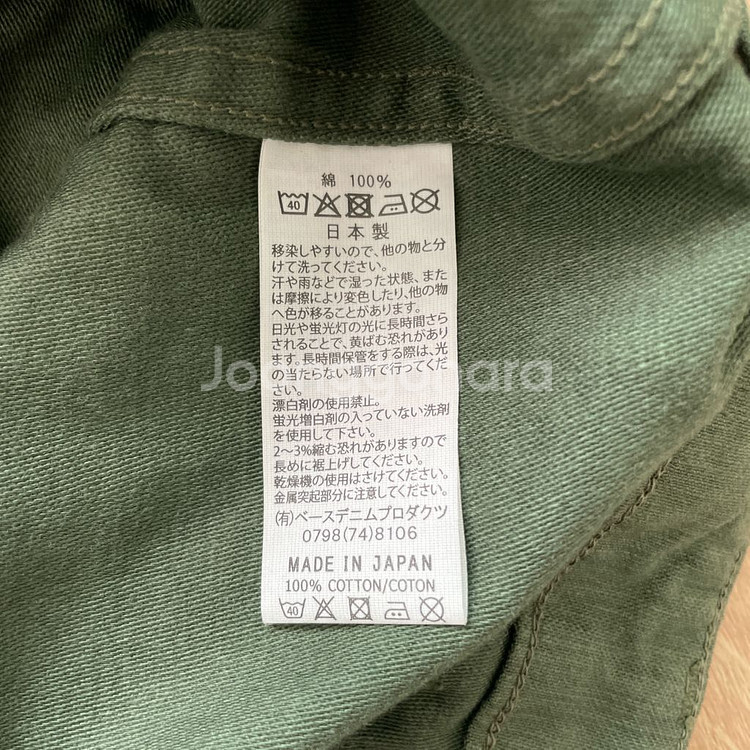 綿 100%
40
日本製
移染しやすいので、他の物と分
けて洗ってください。
汗や雨などで湿った状態、また
は摩擦により変色したり、他の物
へ色が移ることがあります。
日光や蛍光灯の光に長時間さら
されることで、黄ばむ恐れがあり
ます。長時間保管をする際は、光
の当たらない場所で行ってくだ
さい。
漂白剤の使用禁止。
蛍光増白剤の入っていない洗剤
を使用して下さい。
2〜3%縮む恐れがありますので
長めに裾上げしてください。
乾燥機の使用はさけてください。
金属突起部分に注意してください。
(有)ベースデニムプロダクツ
0798(74)8106
MADE IN JAPAN
100% COTTON/COTON
40